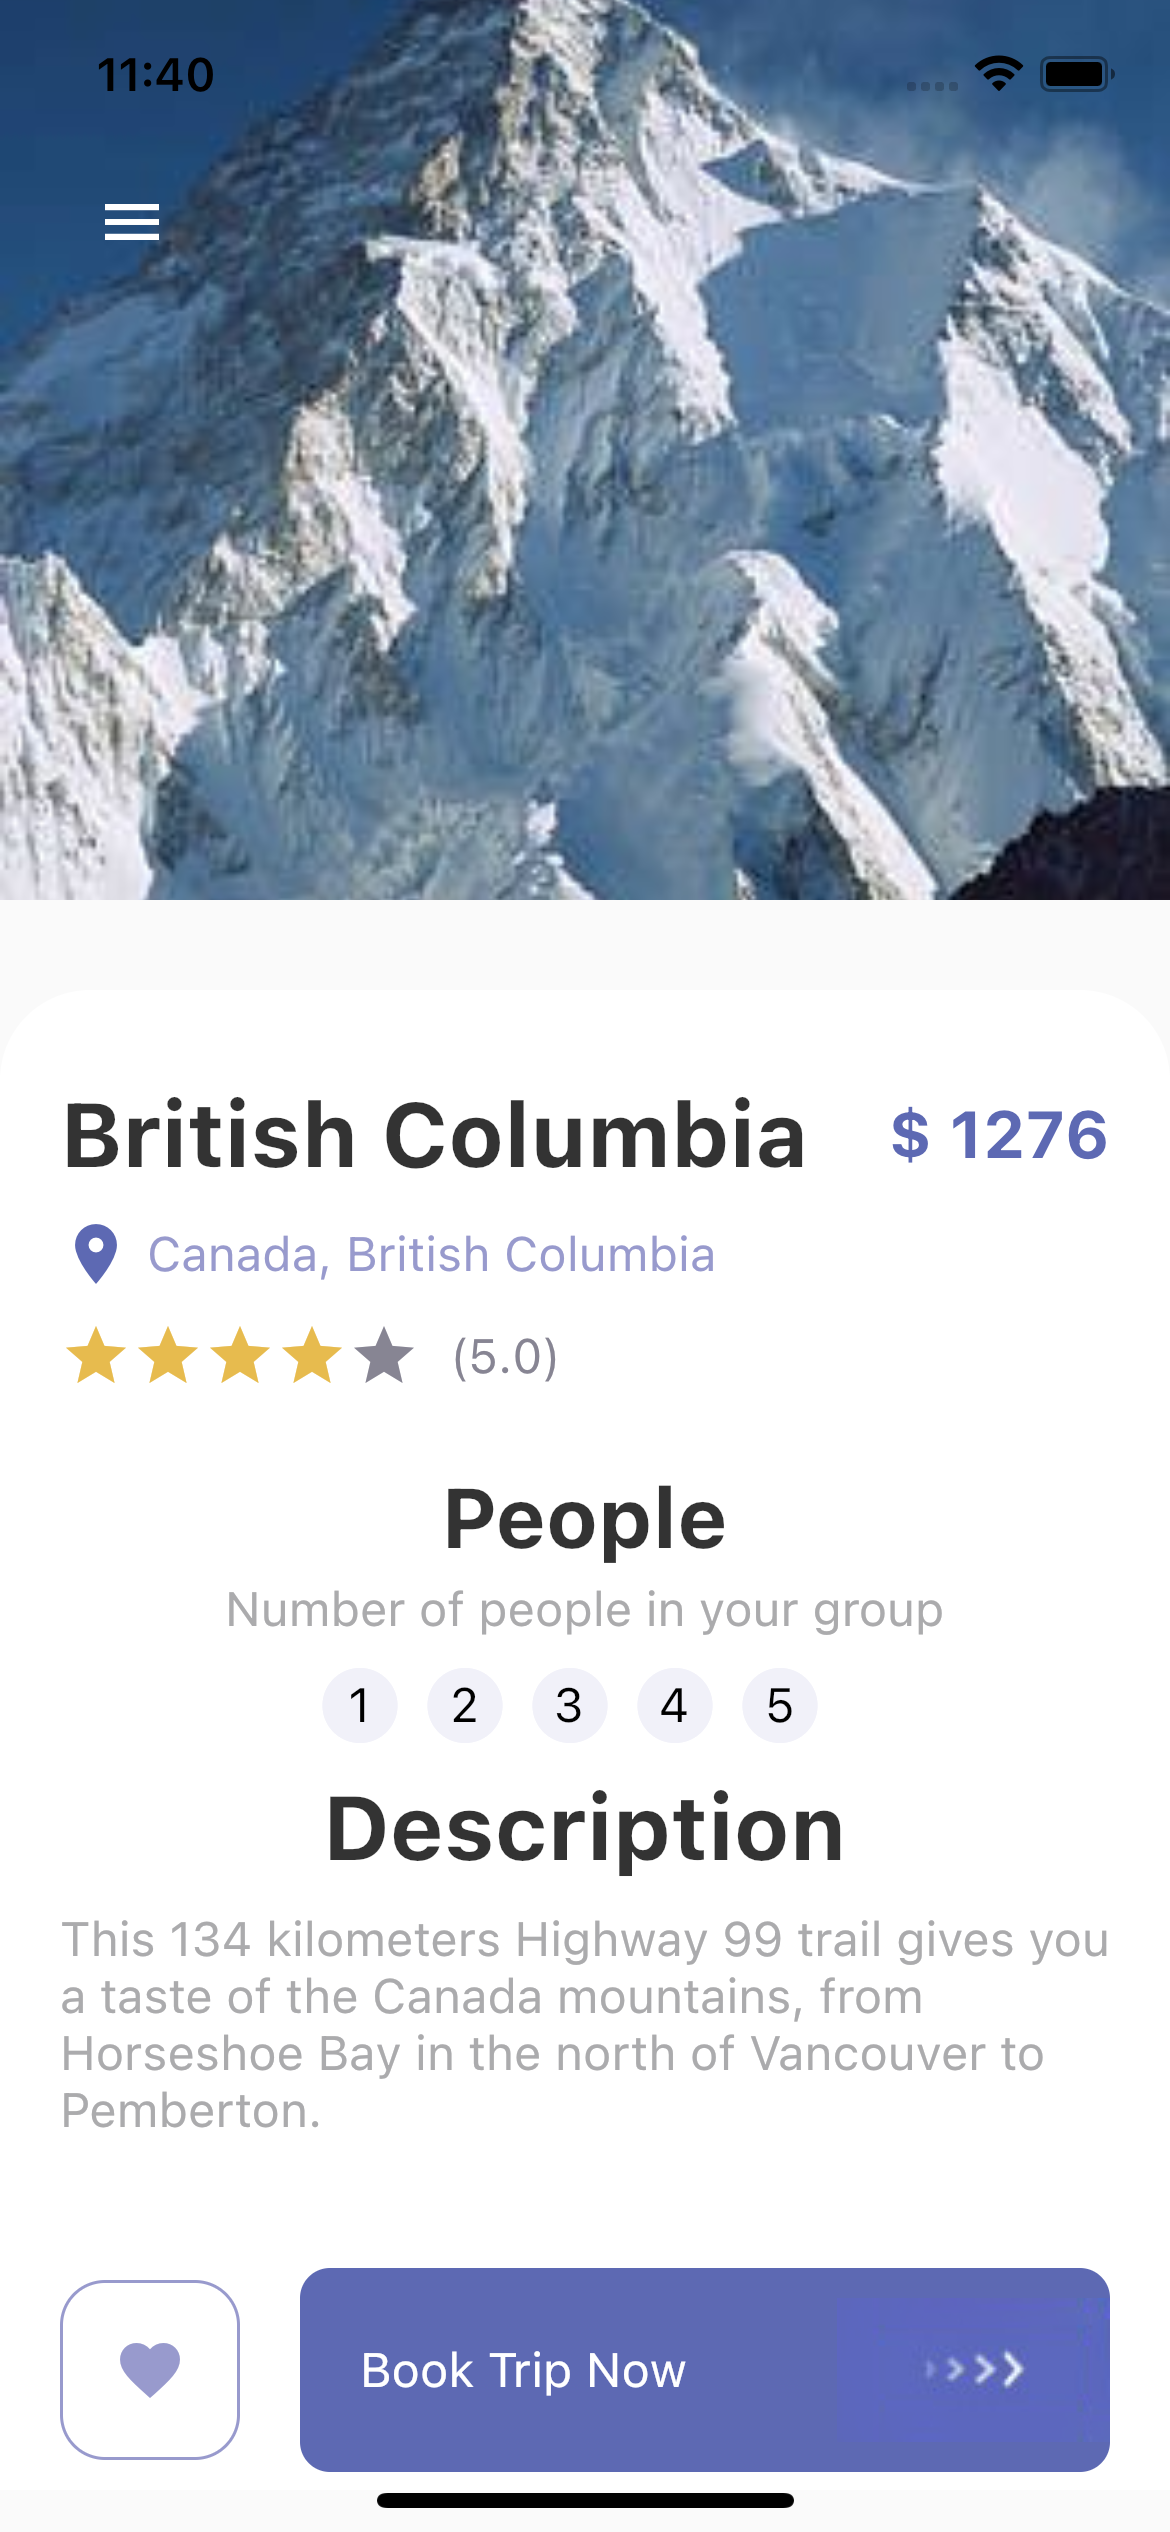 11:40
British Columbia
$ 1276
Canada, British Columbia
(5.0)
People
Number of people in your group
1 2 3 4 5
Description
This 134 kilometers Highway 99 trail gives you
a taste of the Canada mountains, from
Horseshoe Bay in the north of Vancouver to
Pemberton.
Book Trip Now